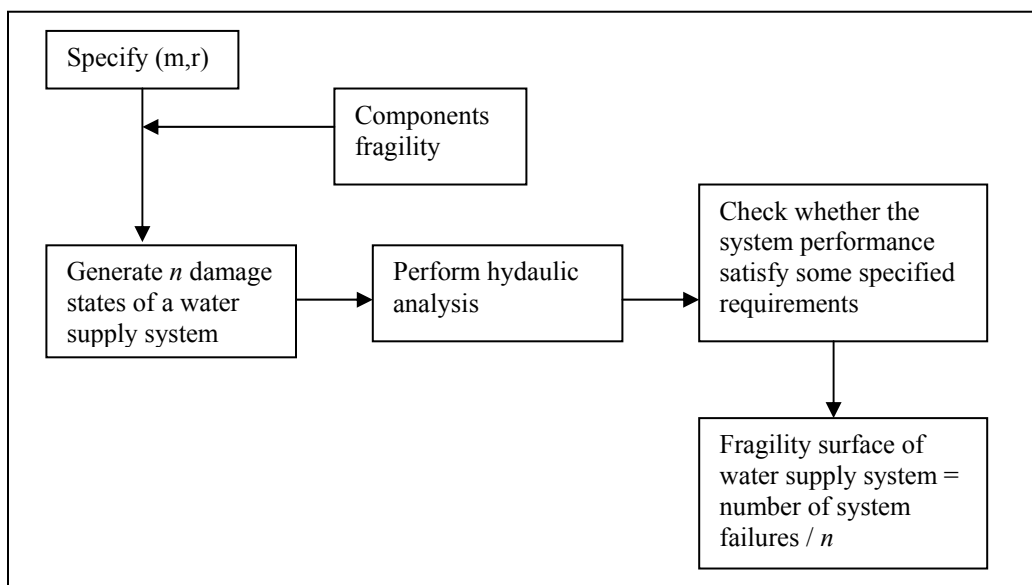 Specify (m,r)
Components
fragility
Generate n damage
states of a water
supply system
Perform hydaulic
analysis
Check whether the
system performance
satisfy some specified
requirements
Fragility surface of
water supply system =
number of system
failures / n